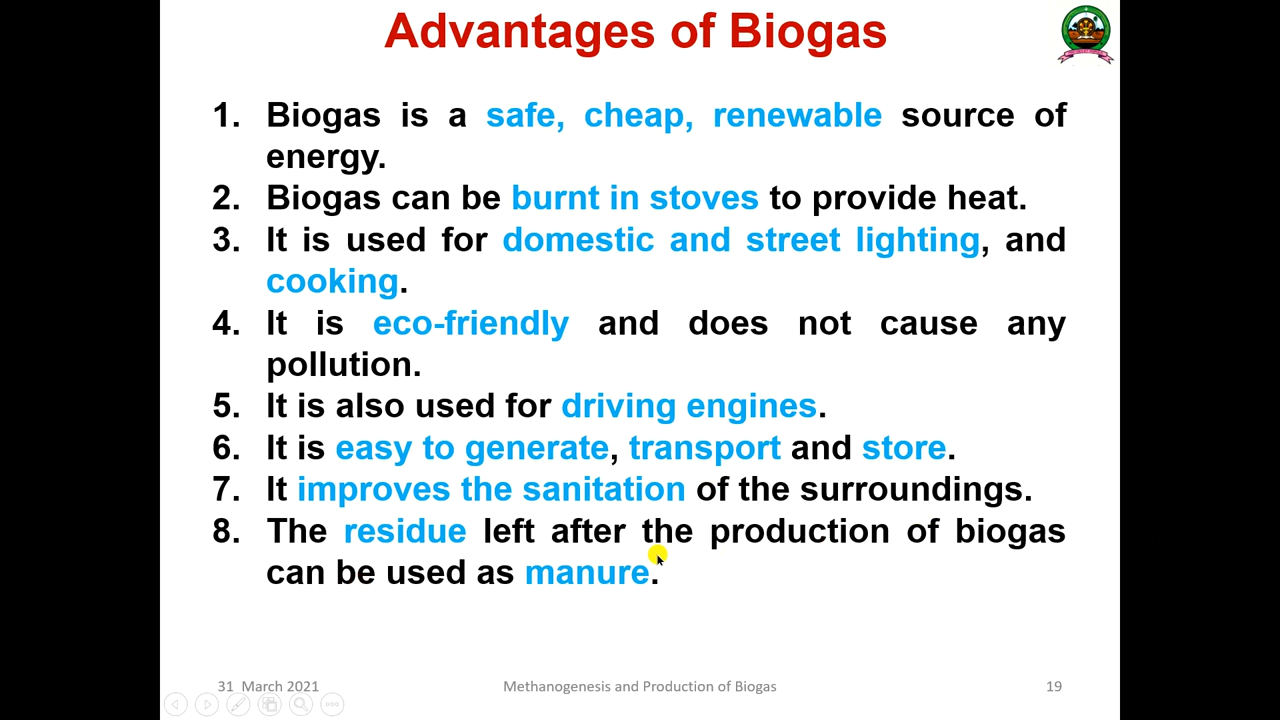 Advantages of Biogas
1. Biogas is a safe, cheap, renewable source of
energy.
2. Biogas can be burnt in stoves to provide heat.
3. It is used for domestic and street lighting, and
cooking.
4. It is eco-friendly and does not cause any
pollution.
5. It is also used for driving engines.
6. It is easy to generate, transport and store.
7. It improves the sanitation of the surroundings.
8. The residue left after the production of biogas
can be used as manure.
31 March 2021
Methanogenesis and Production of Biogas
19